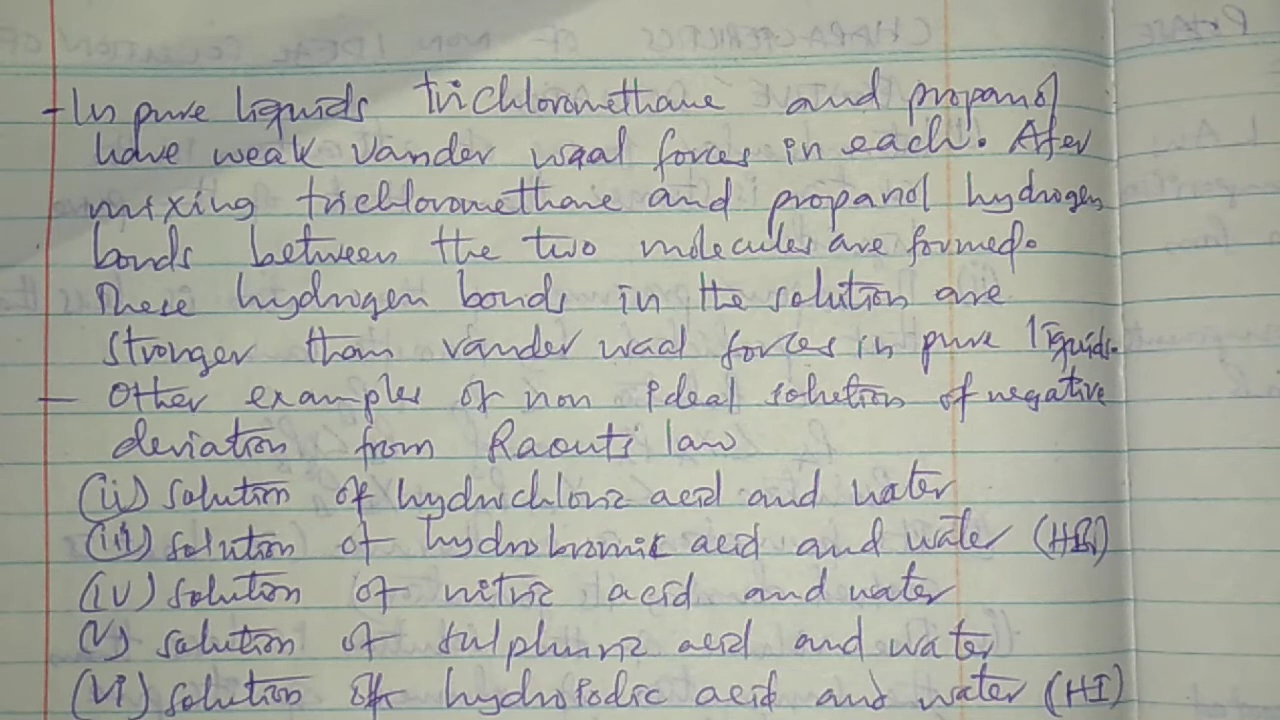 - In pure liquids trichloromethane and propanol
have weak vander waal forces in each. After
mixing trichloromethane and propanol hydrogen
bonds between the two molecules are formed.
These hydrogen bonds in the solution are
stronger than vander waal forces in pure liquids.
- Other examples of non ideal solution of negative
deviation from Raoults law
(ii) solution of hydrochloric acid and water
(iii) solution of hydrobromic acid and water (HBr)
(iv) solution of nitric acid and water
(v) solution of sulphuric acid and water
(vi) solution of hydroiodic acid and water (HI)